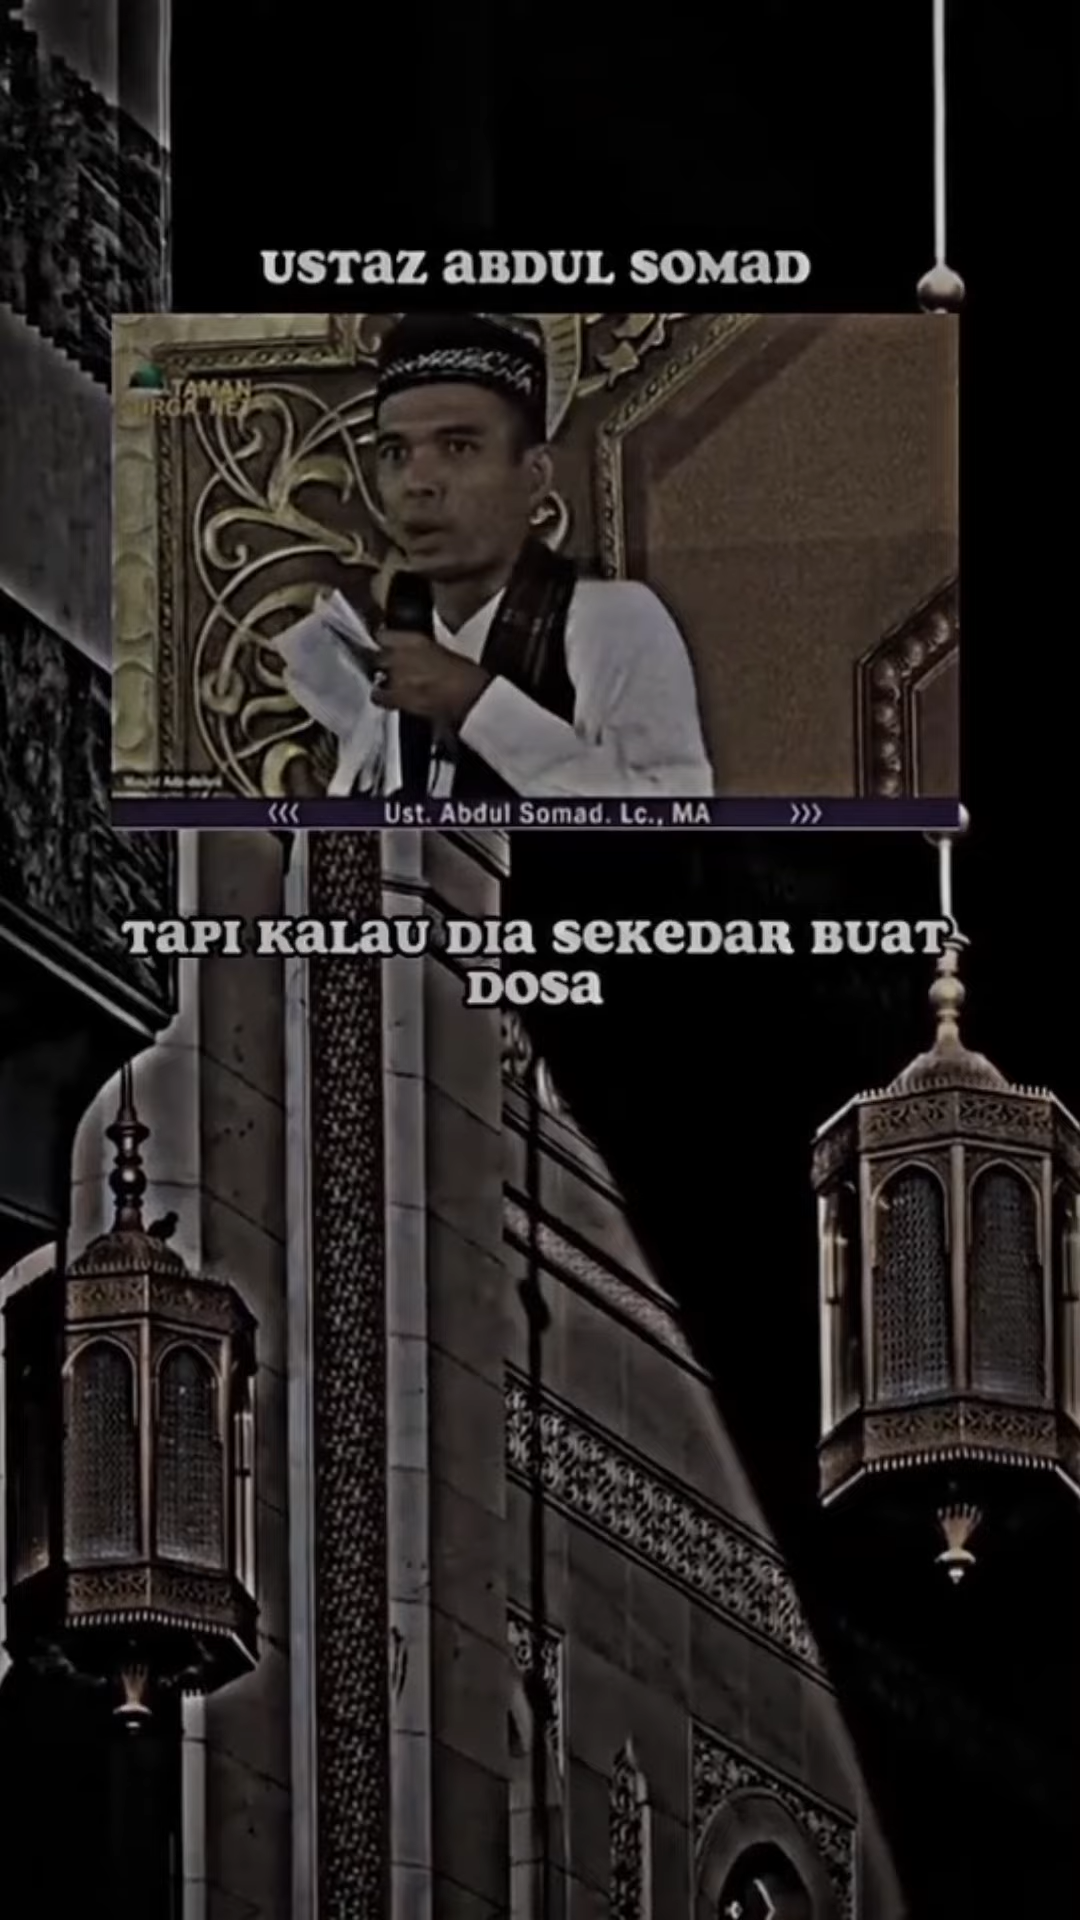 USTAZ ABDUL SOMAD
TAMAN
Ust. Abdul Somad. Lc., MA
TAPI KALAU DIA SEKEDAR BUAT
DOSA